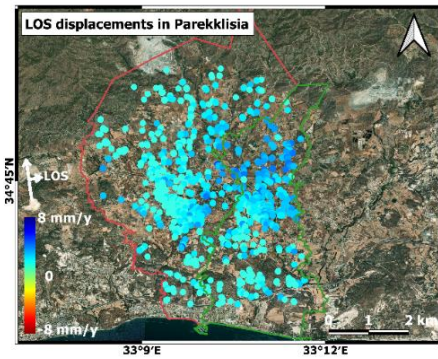 LOS displacements in Parekklisia
34°45'N
LOS
8 mm/y
0
-8 mm/y
0 1 2 km
33°9'E 33°12'E